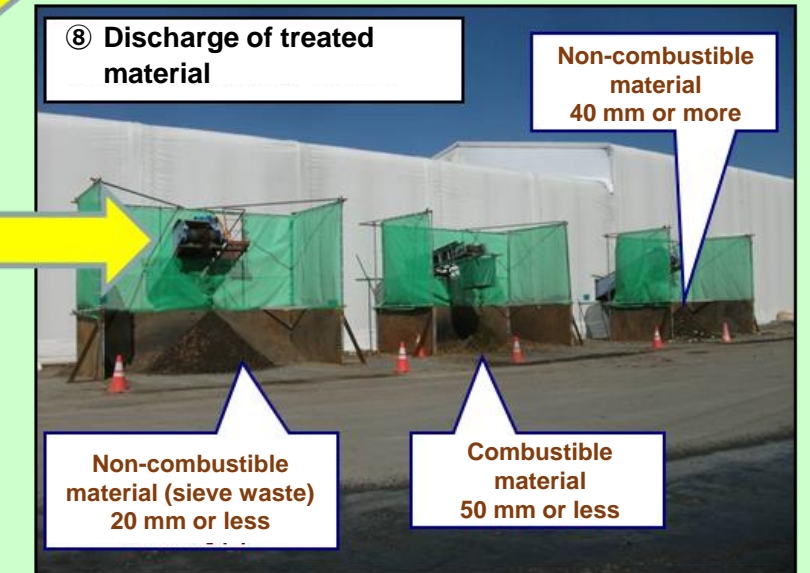 ⑧ Discharge of treated
material
Non-combustible
material
40 mm or more
Non-combustible
material (sieve waste)
20 mm or less
Combustible
material
50 mm or less